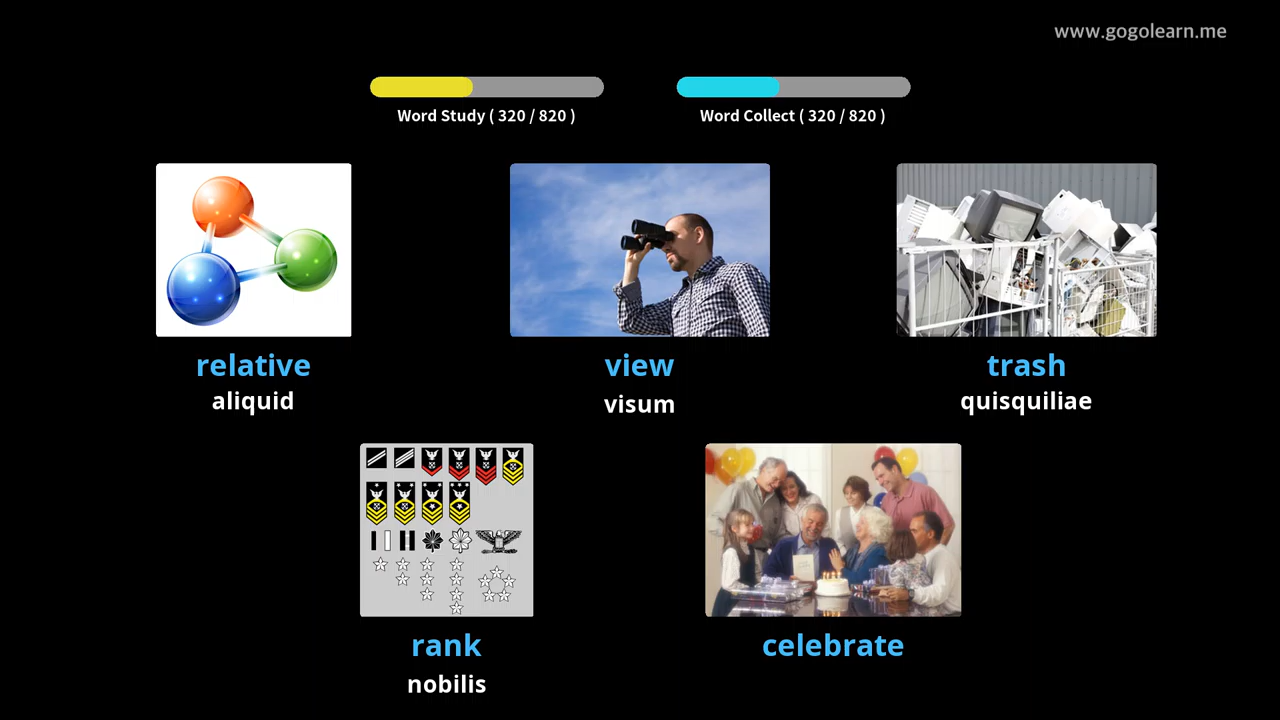 www.gogolearn.me
Word Study ( 320 / 820 )
Word Collect ( 320 / 820 )
relative
aliquid
view
visum
trash
quisquiliae
rank
nobilis
celebrate